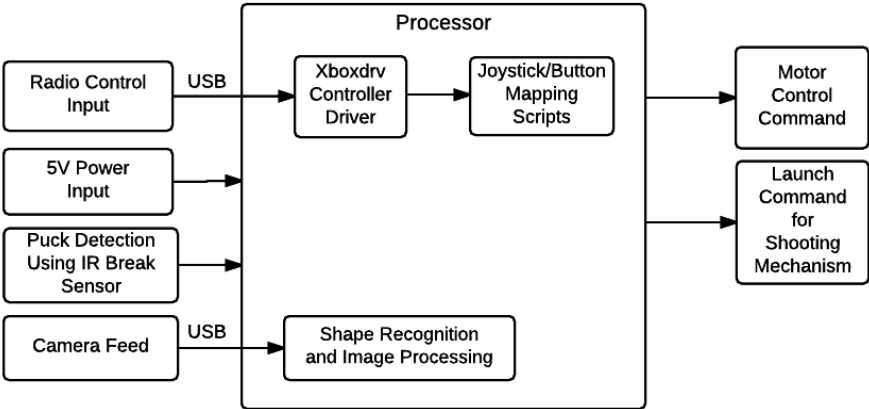 Processor
Radio Control
Input
USB
Xboxdrv
Controller
Driver
Joystick/Button
Mapping
Scripts
Motor
Control
Command
5V Power
Input
Launch
Command
for
Shooting
Mechanism
Puck Detection
Using IR Break
Sensor
Camera Feed
USB
Shape Recognition
and Image Processing